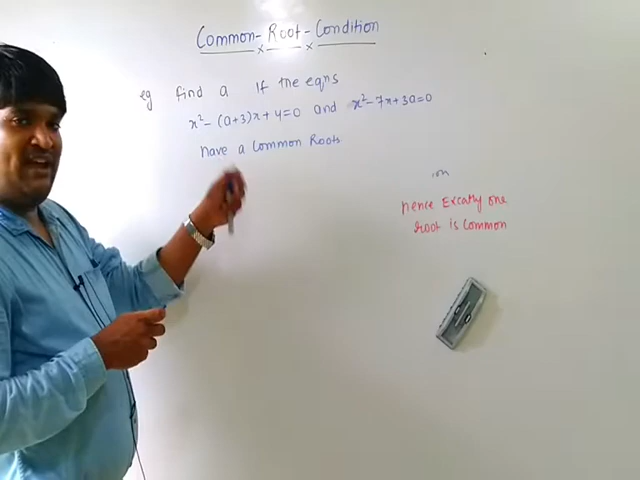 Common-Root-Condition
eg find a If the eqns
x²-(a+3)x+4=0 and x²-7x+3a=0
have a Common Roots
hence Excatly one
root is Common